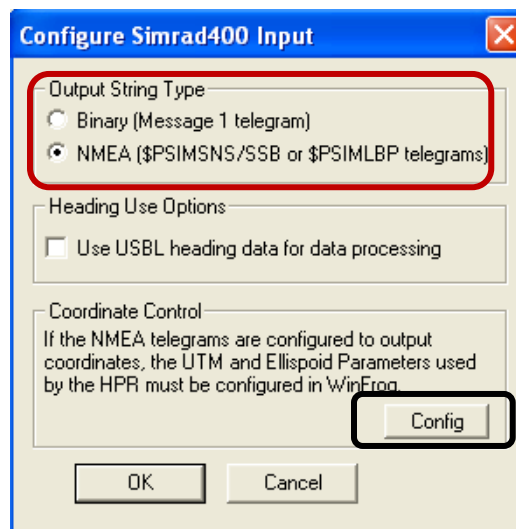 Configure Simrad400 Input
Output String Type
Binary (Message 1 telegram)
NMEA ($PSIMSNS/SSB or $PSIMLBP telegrams)
Heading Use Options
Use USBL heading data for data processing
Coordinate Control
If the NMEA telegrams are configured to output
coordinates, the UTM and Ellispoid Parameters used
by the HPR must be configured in WinFrog.
Config
OK
Cancel